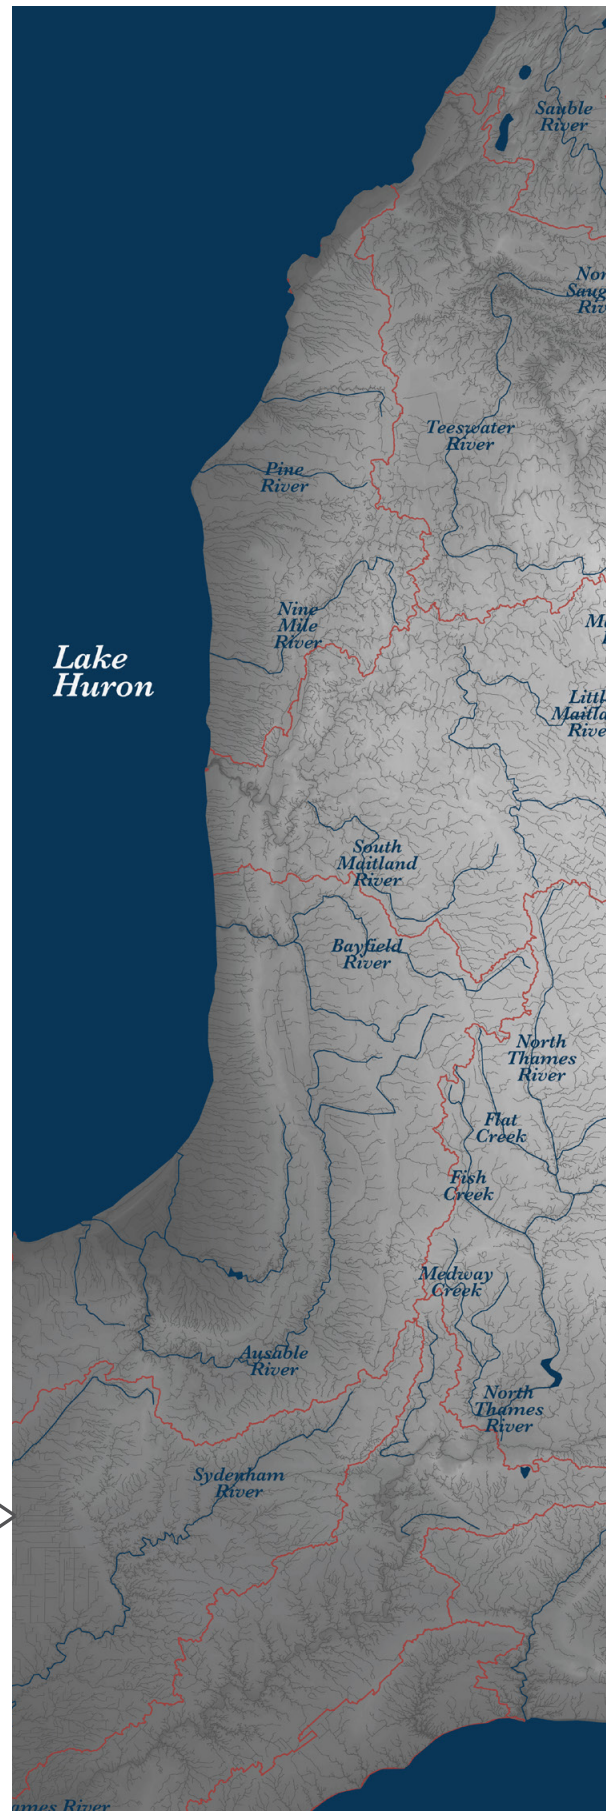 Sauble
River
Teeswater
River
Pine
River
Nine
Mile
River
Lake
Huron
South
Maitland
River
Bayfield
River
North
Thames
River
Flat
Creek
Fish
Creek
Medway
Creek
Ausable
River
North
Thames
River
Sydenham
River
River